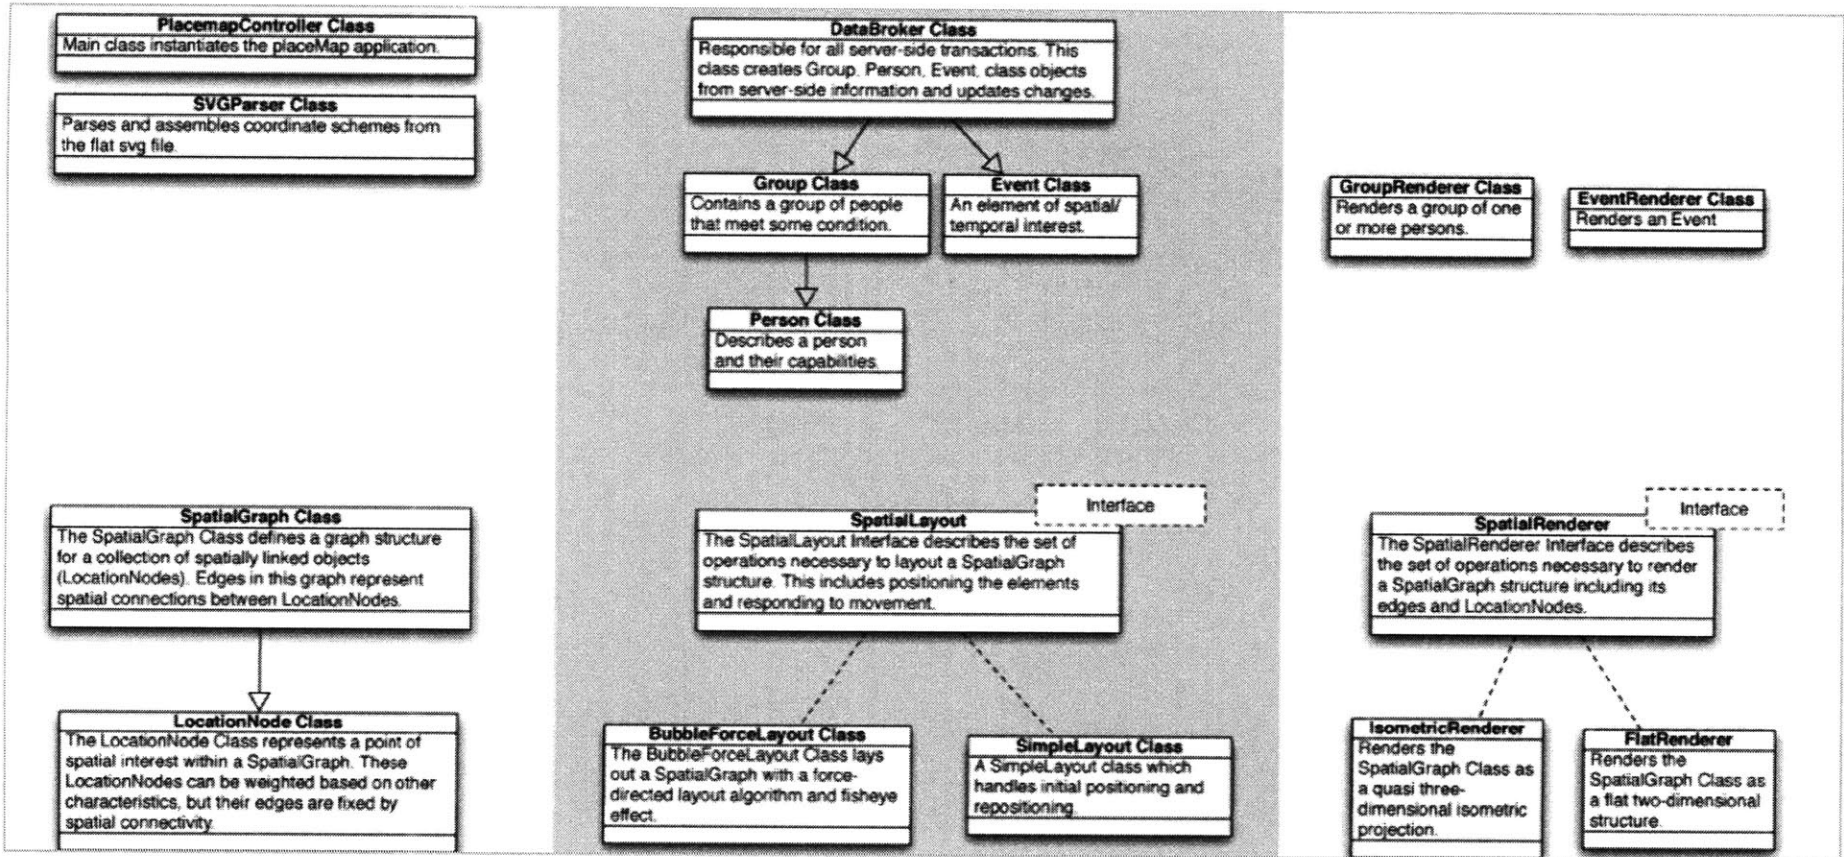 PlacemapController Class
Main class instantiates the placeMap application.
SVGParser Class
Parses and assembles coordinate schemes from
the flat svg file.
DataBroker Class
Responsible for all server-side transactions. This
class creates Group, Person, Event, class objects
from server-side information and updates changes.
Group Class
Contains a group of people
that meet some condition.
Event Class
An element of spatial/
temporal interest.
Person Class
Describes a person
and their capabilities.
GroupRenderer Class
Renders a group of one
or more persons.
EventRenderer Class
Renders an Event
SpatialGraph Class
The SpatialGraph Class defines a graph structure
for a collection of spatially linked objects
(LocationNodes). Edges in this graph represent
spatial connections between LocationNodes.
LocationNode Class
The LocationNode Class represents a point of
spatial interest within a SpatialGraph. These
LocationNodes can be weighted based on other
characteristics, but their edges are fixed by
spatial connectivity.
Interface
SpatialLayout
The SpatialLayout Interface describes the set of
operations necessary to layout a SpatialGraph
structure. This includes positioning the elements
and responding to movement.
BubbleForceLayout Class
The BubbleForceLayout Class lays
out a SpatialGraph with a force-
directed layout algorithm and fisheye
effect.
SimpleLayout Class
A SimpleLayout class which
handles initial positioning and
repositioning.
Interface
SpatialRenderer
The SpatialRenderer Interface describes
the set of operations necessary to render
a SpatialGraph structure including its
edges and LocationNodes.
IsometricRenderer
Renders the
SpatialGraph Class as
a quasi three-
dimensional isometric
projection.
FlatRenderer
Renders the
SpatialGraph Class as
a flat two-dimensional
structure.